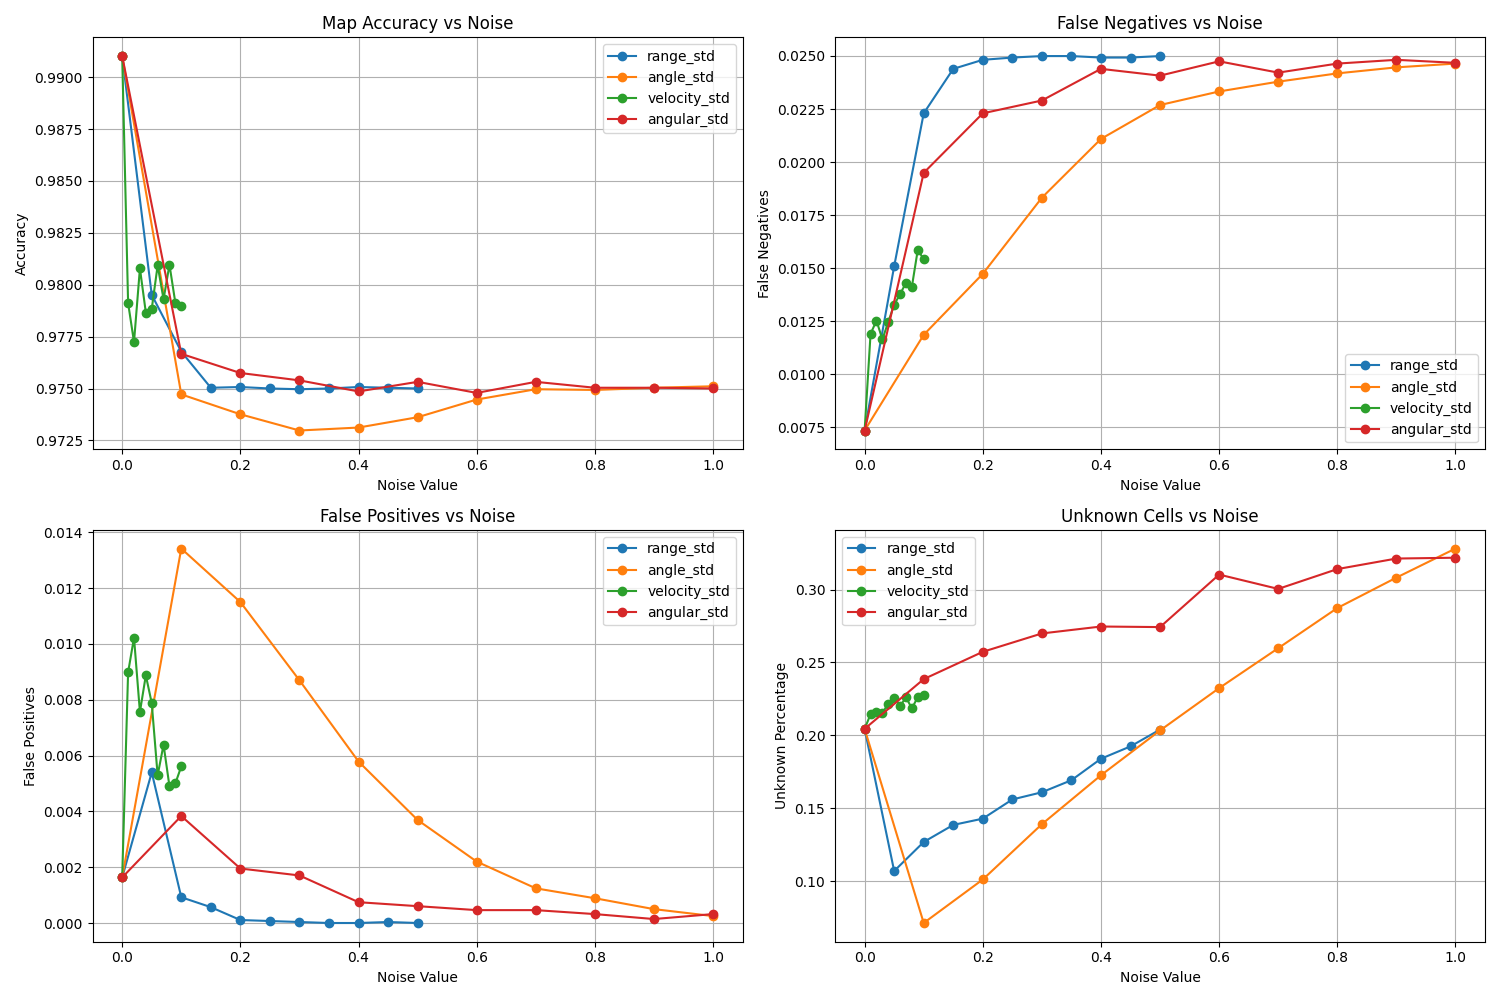 Map Accuracy vs Noise
Accuracy
0.9900
0.9875
0.9850
0.9825
0.9800
0.9775
0.9750
0.9725
range_std
angle_std
velocity_std
angular_std
0.0 0.2 0.4 0.6 0.8 1.0
Noise Value
False Negatives vs Noise
False Negatives
0.0250
0.0225
0.0200
0.0175
0.0150
0.0125
0.0100
0.0075
range_std
angle_std
velocity_std
angular_std
0.0 0.2 0.4 0.6 0.8 1.0
Noise Value
False Positives vs Noise
False Positives
0.014
0.012
0.010
0.008
0.006
0.004
0.002
0.000
range_std
angle_std
velocity_std
angular_std
0.0 0.2 0.4 0.6 0.8 1.0
Noise Value
Unknown Cells vs Noise
Unknown Percentage
0.30
0.25
0.20
0.15
0.10
range_std
angle_std
velocity_std
angular_std
0.0 0.2 0.4 0.6 0.8 1.0
Noise Value